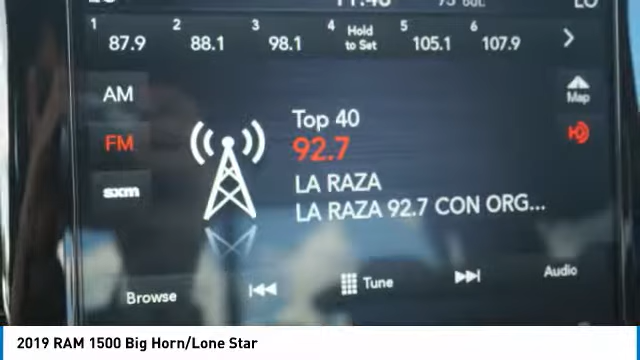 1 2 3 4 5 6
87.9 88.1 98.1 Hold to Set 105.1 107.9
AM
Map
Top 40
FM
92.7
sxm
LA RAZA
LA RAZA 92.7 CON ORG...
Browse Tune Audio
2019 RAM 1500 Big Horn/Lone Star